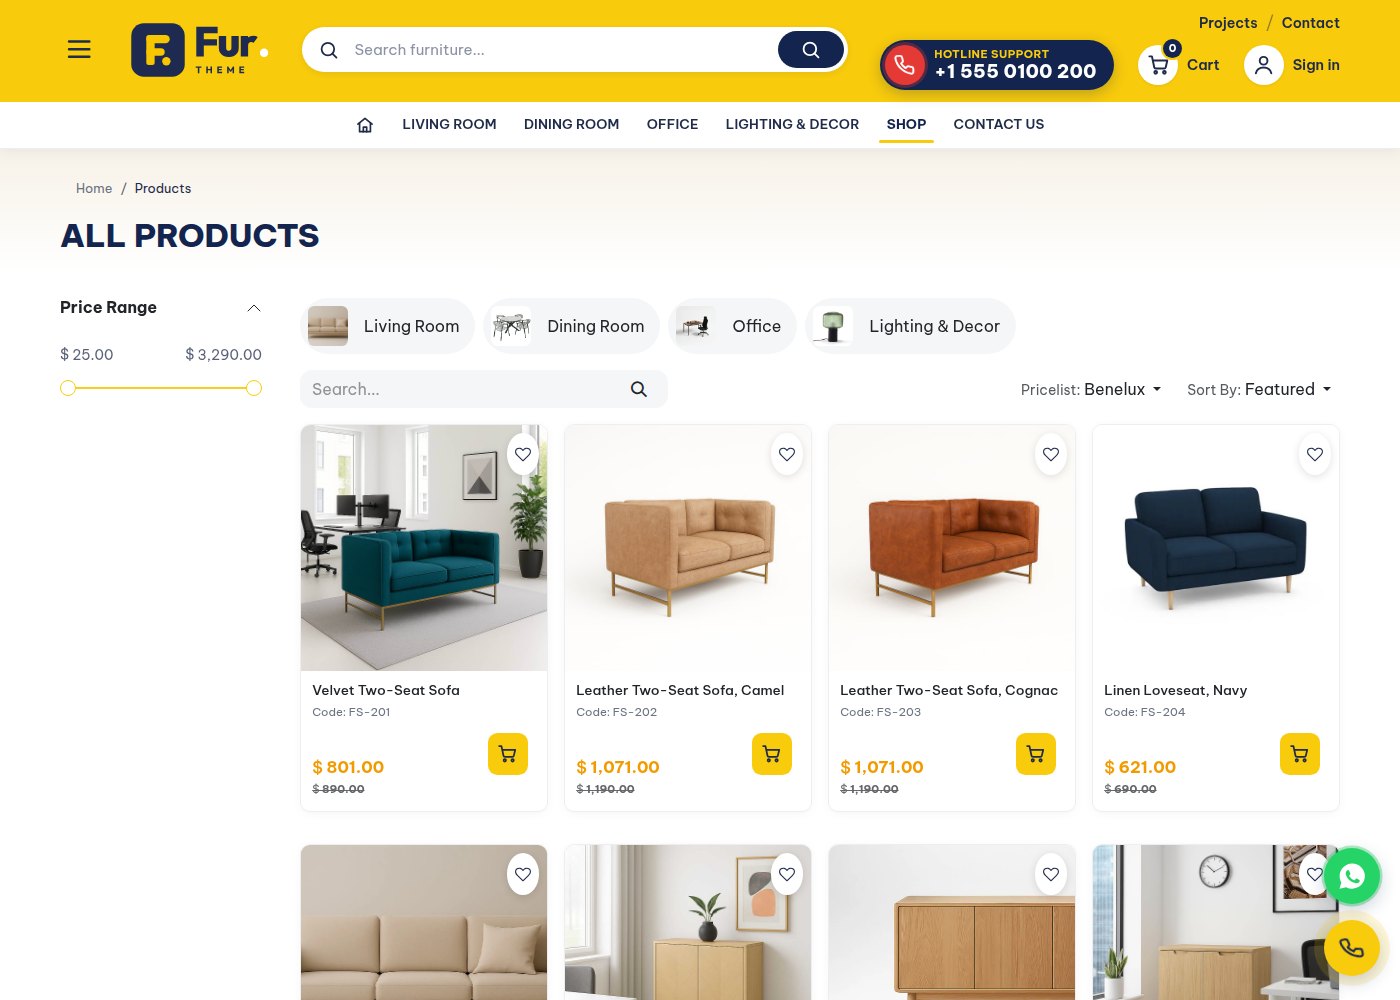 Projects / Contact
F. Fur.
THEME
Search furniture...
HOTLINE SUPPORT
+1 555 0100 200
0
Cart
Sign in
LIVING ROOM
DINING ROOM
OFFICE
LIGHTING & DECOR
SHOP
CONTACT US
Home / Products
ALL PRODUCTS
Price Range
$ 25.00
$ 3,290.00
Living Room
Dining Room
Office
Lighting & Decor
Search...
Pricelist: Benelux
Sort By: Featured
Velvet Two-Seat Sofa
Code: FS-201
$ 801.00
$ 890.00
Leather Two-Seat Sofa, Camel
Code: FS-202
$ 1,071.00
$ 1,190.00
Leather Two-Seat Sofa, Cognac
Code: FS-203
$ 1,071.00
$ 1,190.00
Linen Loveseat, Navy
Code: FS-204
$ 621.00
$ 690.00